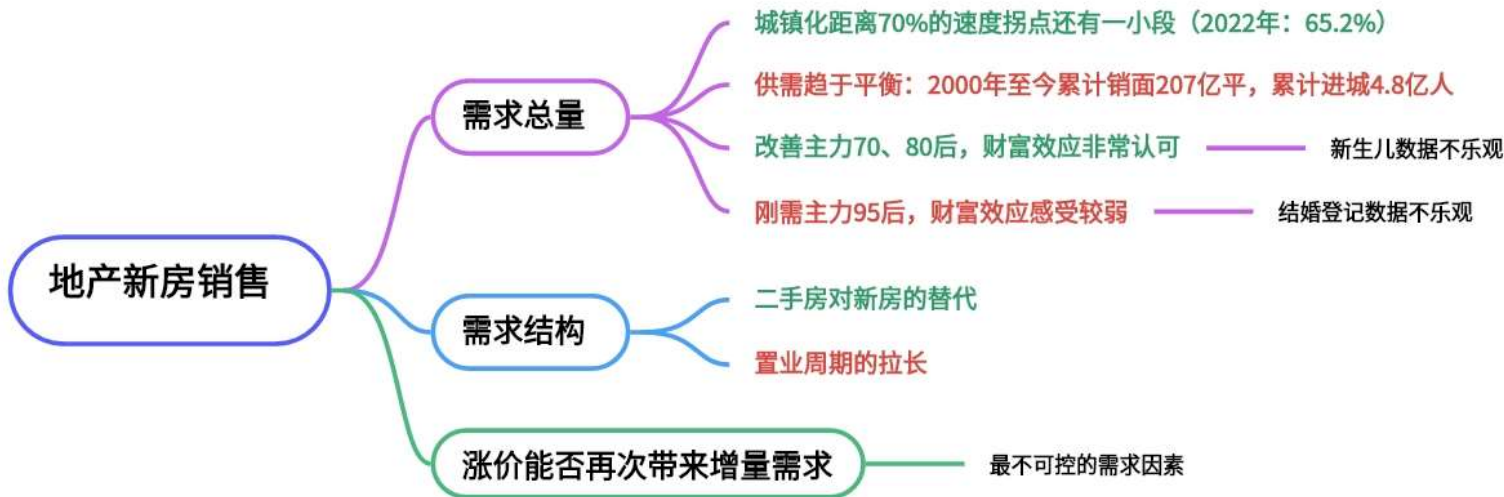 城镇化距离70%的速度拐点还有一小段（2022年：65.2%）
需求总量
供需趋于平衡：2000年至今累计销面207亿平，累计进城4.8亿人
改善主力70、80后，财富效应非常认可
新生儿数据不乐观
刚需主力95后，财富效应感受较弱
结婚登记数据不乐观
地产新房销售
需求结构
二手房对新房的替代
置业周期的拉长
涨价能否再次带来增量需求
最不可控的需求因素